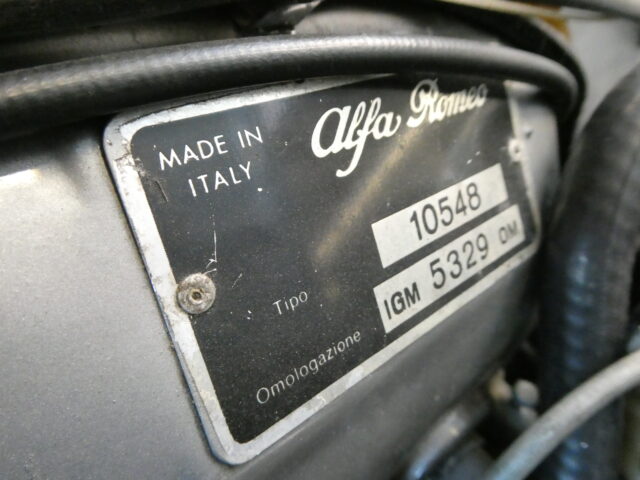 MADE IN
ITALY
Alfa Romeo
Tipo 10548
Omologazione IGM 5329 OM